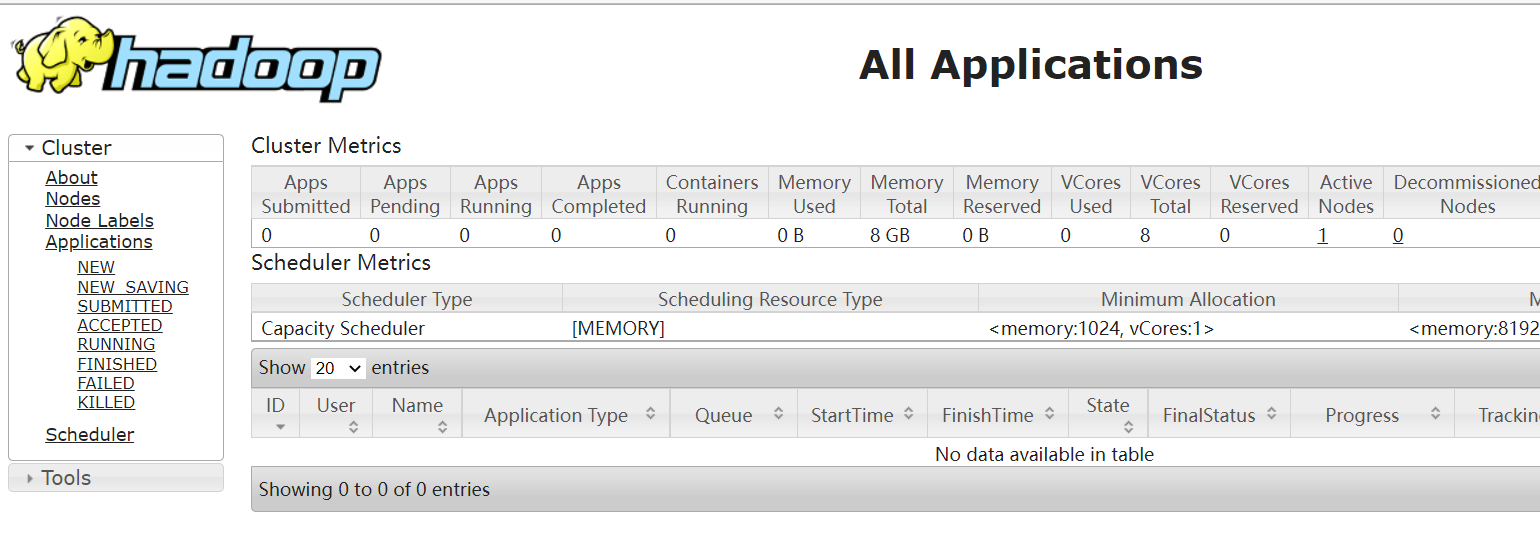 hadoop
All Applications
Cluster
About
Nodes
Node Labels
Applications
NEW
NEW_SAVING
SUBMITTED
ACCEPTED
RUNNING
FINISHED
FAILED
KILLED
Scheduler
Tools
Cluster Metrics
Apps Submitted Apps Pending Apps Running Apps Completed Containers Running Memory Used Memory Total Memory Reserved VCores Used VCores Total VCores Reserved Active Nodes Decommissioned Nodes
0 0 0 0 0 0 B 8 GB 0 B 0 8 0 1 0
Scheduler Metrics
Scheduler Type Scheduling Resource Type Minimum Allocation M
Capacity Scheduler [MEMORY] <memory:1024, vCores:1> <memory:8192
Show 20 entries
ID User Name Application Type Queue StartTime FinishTime State FinalStatus Progress Tracking
No data available in table
Showing 0 to 0 of 0 entries